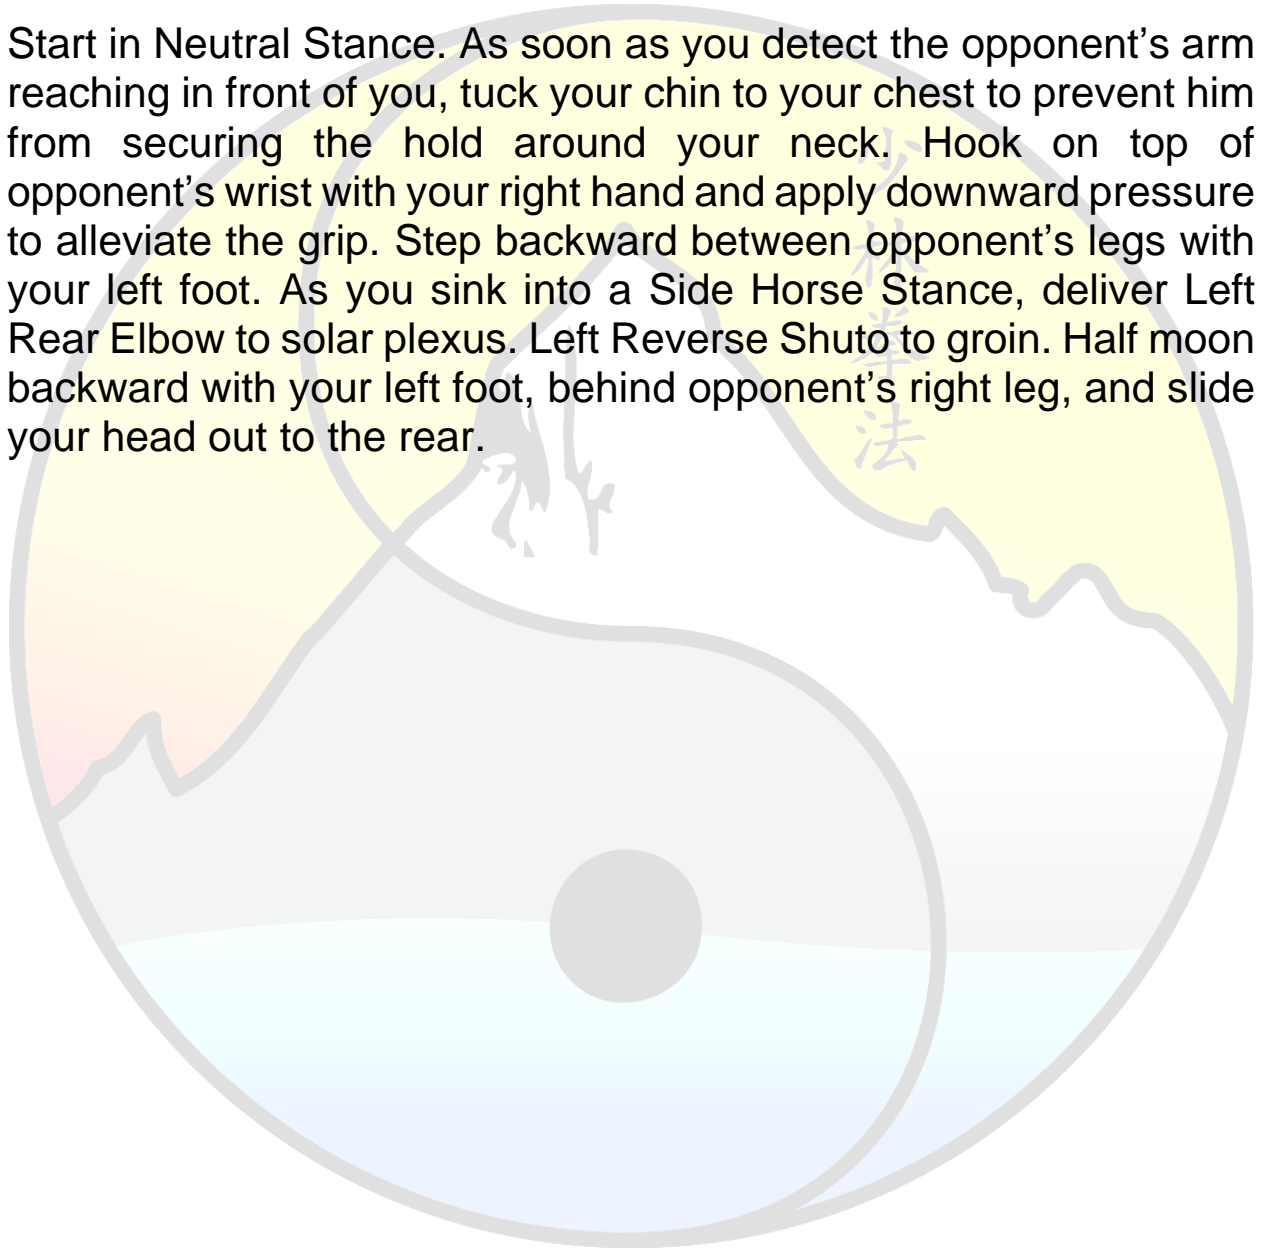 Start in Neutral Stance. As soon as you detect the opponent’s arm
reaching in front of you, tuck your chin to your chest to prevent him
from securing the hold around your neck. Hook on top of
opponent’s wrist with your right hand and apply downward pressure
to alleviate the grip. Step backward between opponent’s legs with
your left foot. As you sink into a Side Horse Stance, deliver Left
Rear Elbow to solar plexus. Left Reverse Shuto to groin. Half moon
backward with your left foot, behind opponent’s right leg, and slide
your head out to the rear.
少林拳法